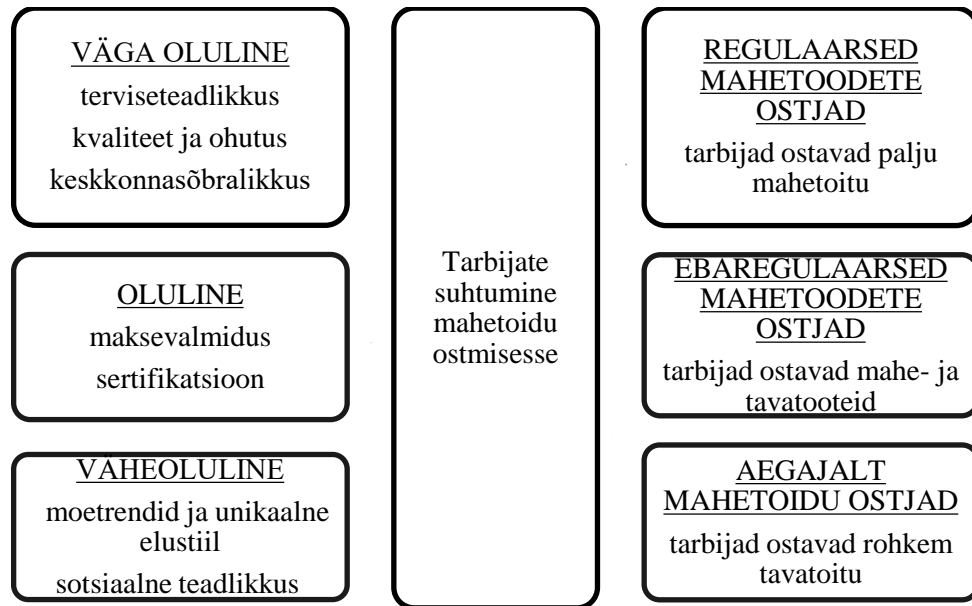 VÄGA OLULINE
terviseteadlikkus
kvaliteet ja ohutus
keskkonnasõbralikkus
OLULINE
maksevalmidus
sertifikatsioon
VÄHEOLULINE
moetrendid ja unikaalne
elustiil
sotsiaalne teadlikkus
Tarbijate
suhtumine
mahetoidu
ostmisesse
REGULAARSED
MAHETOODETE
OSTJAD
tarbijad ostavad palju
mahetoitu
EBAREGULAARSED
MAHETOODETE
OSTJAD
tarbijad ostavad mahe- ja
tavatooteid
AEGAJALT
MAHETOIDU OSTJAD
tarbijad ostavad rohkem
tavatoitu